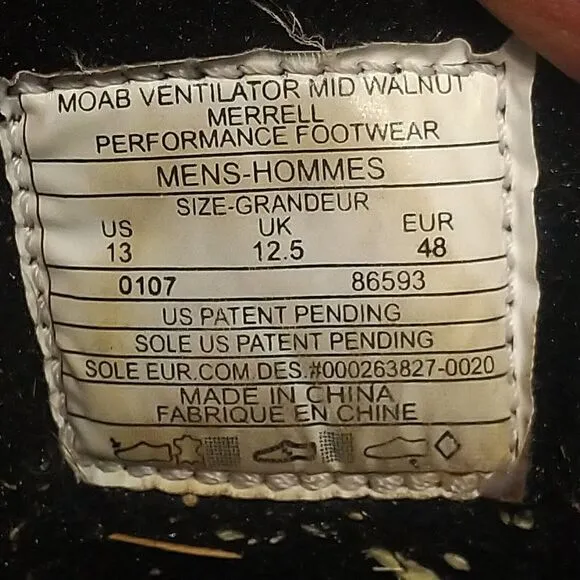 MOAB VENTILATOR MID WALNUT
MERRELL
PERFORMANCE FOOTWEAR
MENS-HOMMES
SIZE-GRANDEUR
US UK EUR
13 12.5 48
0107 86593
US PATENT PENDING
SOLE US PATENT PENDING
SOLE EUR.COM.DES.#000263827-0020
MADE IN CHINA
FABRIQUE EN CHINE